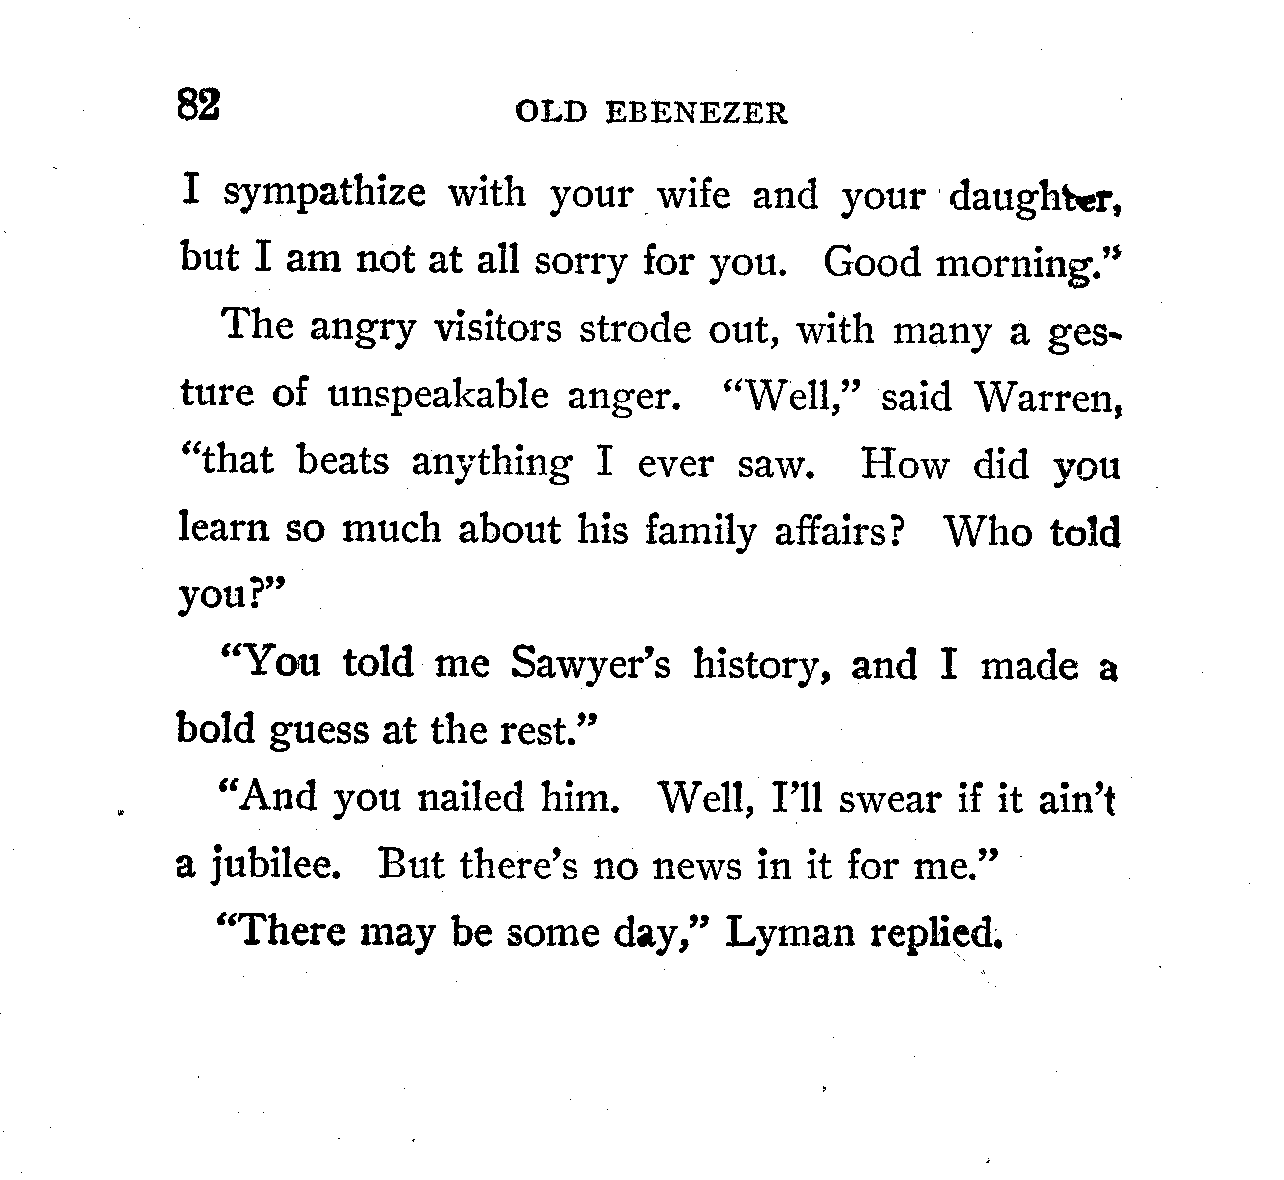 82 OLD EBENEZER
I sympathize with your wife and your daughter,
but I am not at all sorry for you. Good morning.”
The angry visitors strode out, with many a ges-
ture of unspeakable anger. “Well,” said Warren,
“that beats anything I ever saw. How did you
learn so much about his family affairs? Who told
you?”
“You told me Sawyer’s history, and I made a
bold guess at the rest.”
“And you nailed him. Well, I’ll swear if it ain’t
a jubilee. But there’s no news in it for me.”
“There may be some day,” Lyman replied.